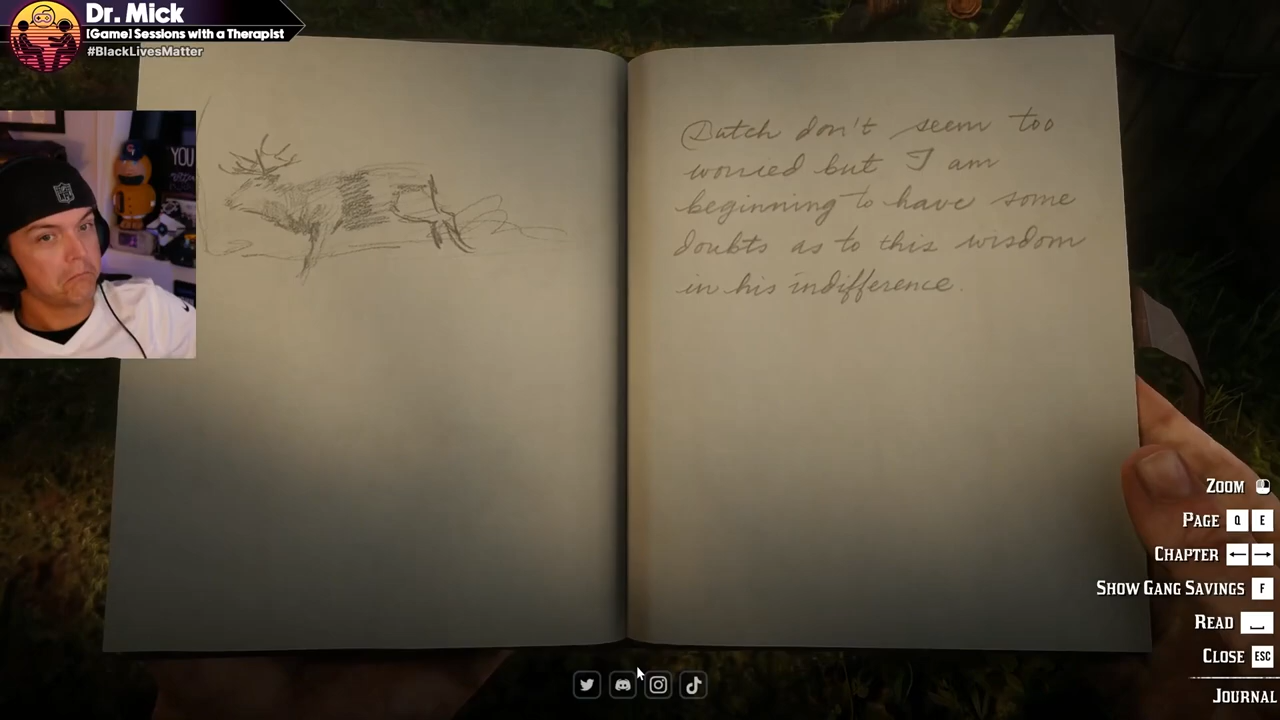 Dr. Mick
[Game] Sessions with a Therapist
#BlackLivesMatter
YOU
Dutch don't seem too
worried but I am
beginning to have some
doubts as to this wisdom
in his indifference.
ZOOM
PAGE Q E
CHAPTER ← →
SHOW GANG SAVINGS F
READ
CLOSE ESC
JOURNAL